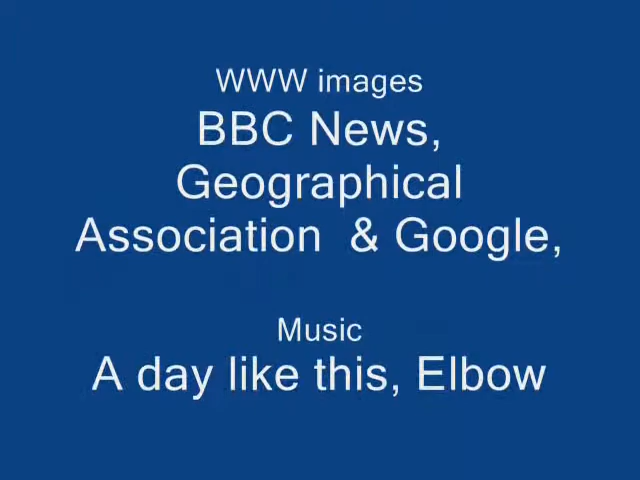 WWW images
BBC News,
Geographical
Association & Google,
Music
A day like this, Elbow